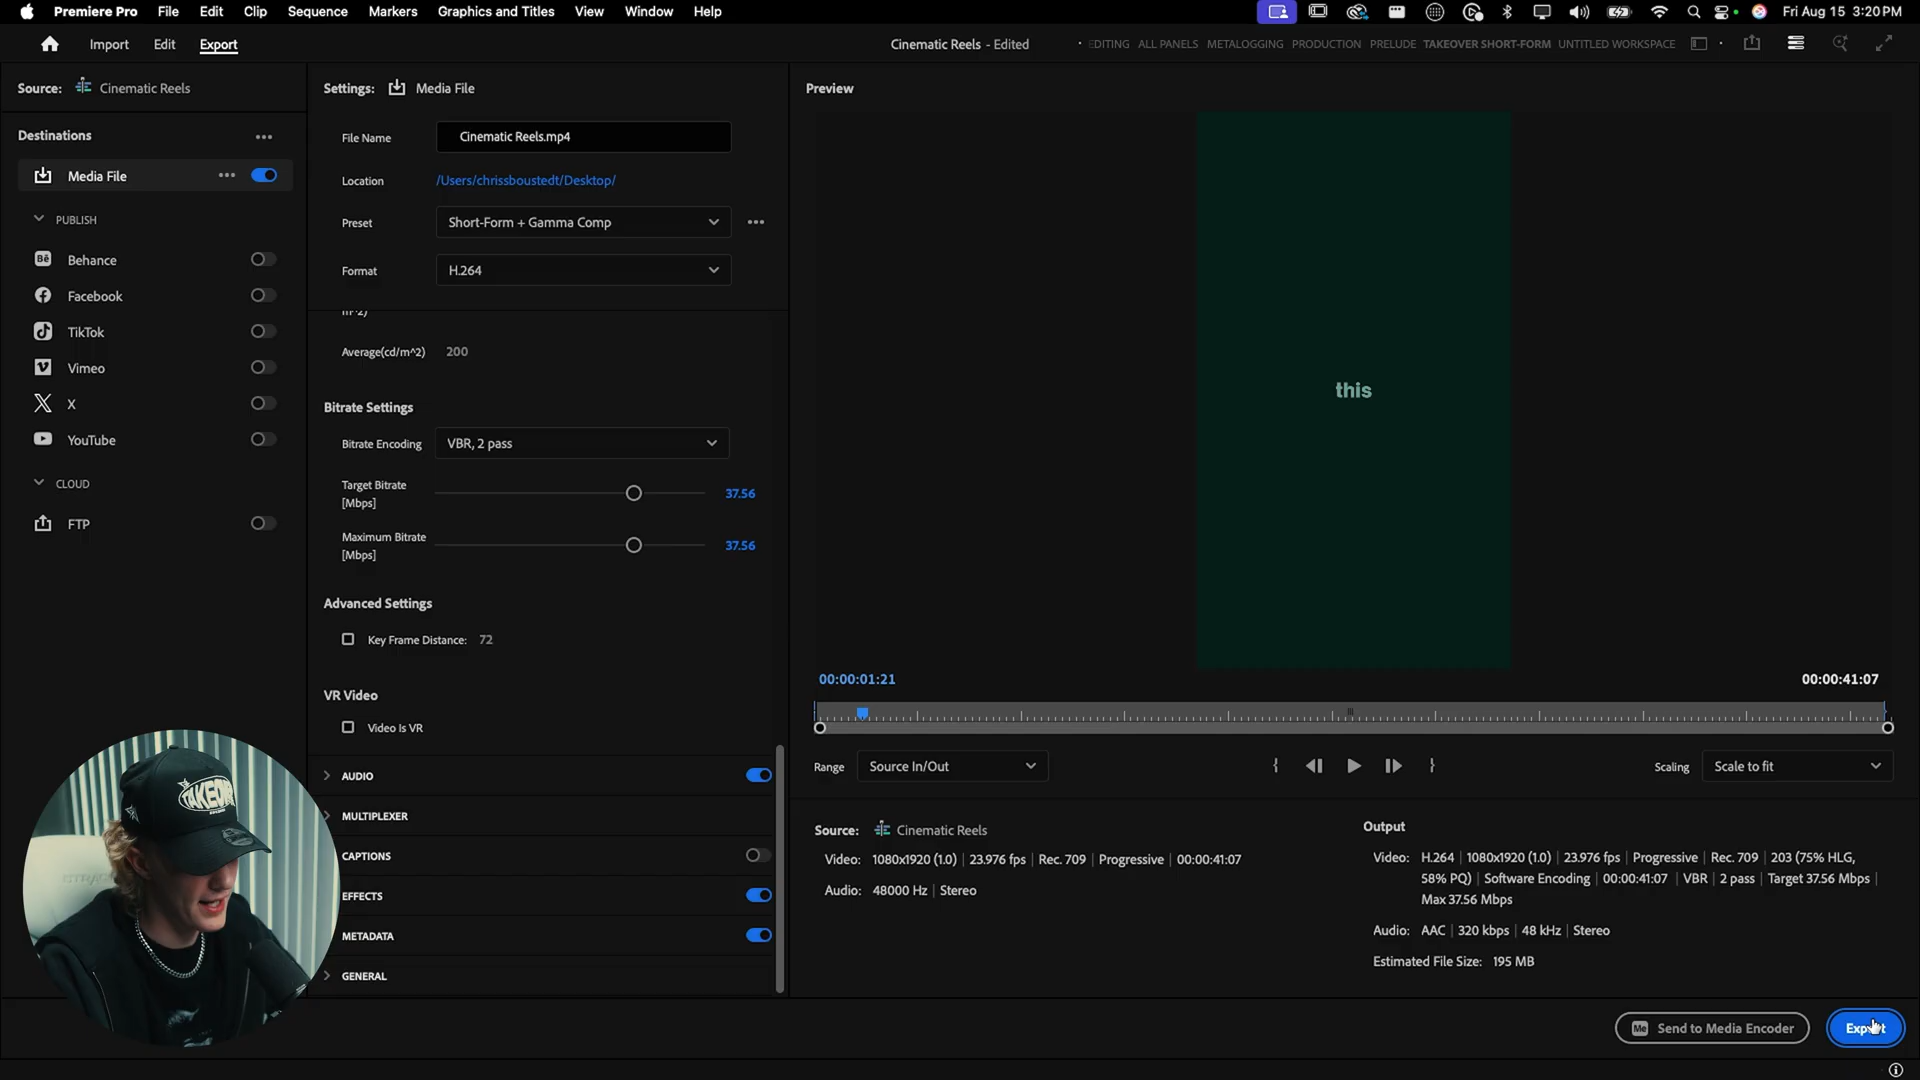 Premiere Pro File Edit Clip Sequence Markers Graphics and Titles View Window Help Fri Aug 15 3:20 PM
Import Edit Export Cinematic Reels - Edited EDITING ALL PANELS METALOGGING PRODUCTION PRELUDE TAKEOVER SHORT-FORM UNTITLED WORKSPACE
Source: Cinematic Reels
Destinations
Media File
PUBLISH
Bē Behance
Facebook
TikTok
Vimeo
X
YouTube
CLOUD
FTP
Settings: Media File
File Name Cinematic Reels.mp4
Location /Users/chrissboustedt/Desktop/
Preset Short-Form + Gamma Comp
Format H.264
m^2)
Average(cd/m^2) 200
Bitrate Settings
Bitrate Encoding VBR, 2 pass
Target Bitrate
[Mbps] 37.56
Maximum Bitrate
[Mbps] 37.56
Advanced Settings
Key Frame Distance: 72
VR Video
Video Is VR
AUDIO
MULTIPLEXER
CAPTIONS
EFFECTS
METADATA
GENERAL
TAKEOVER
Preview
this
00:00:01:21 00:00:41:07
Range Source In/Out Scaling Scale to fit
Source: Cinematic Reels
Video: 1080x1920 (1.0) | 23.976 fps | Rec. 709 | Progressive | 00:00:41:07
Audio: 48000 Hz | Stereo
Output
Video: H.264 | 1080x1920 (1.0) | 23.976 fps | Progressive | Rec. 709 | 203 (75% HLG,
58% PQ) | Software Encoding | 00:00:41:07 | VBR | 2 pass | Target 37.56 Mbps |
Max 37.56 Mbps
Audio: AAC | 320 kbps | 48 kHz | Stereo
Estimated File Size: 195 MB
Me Send to Media Encoder Export